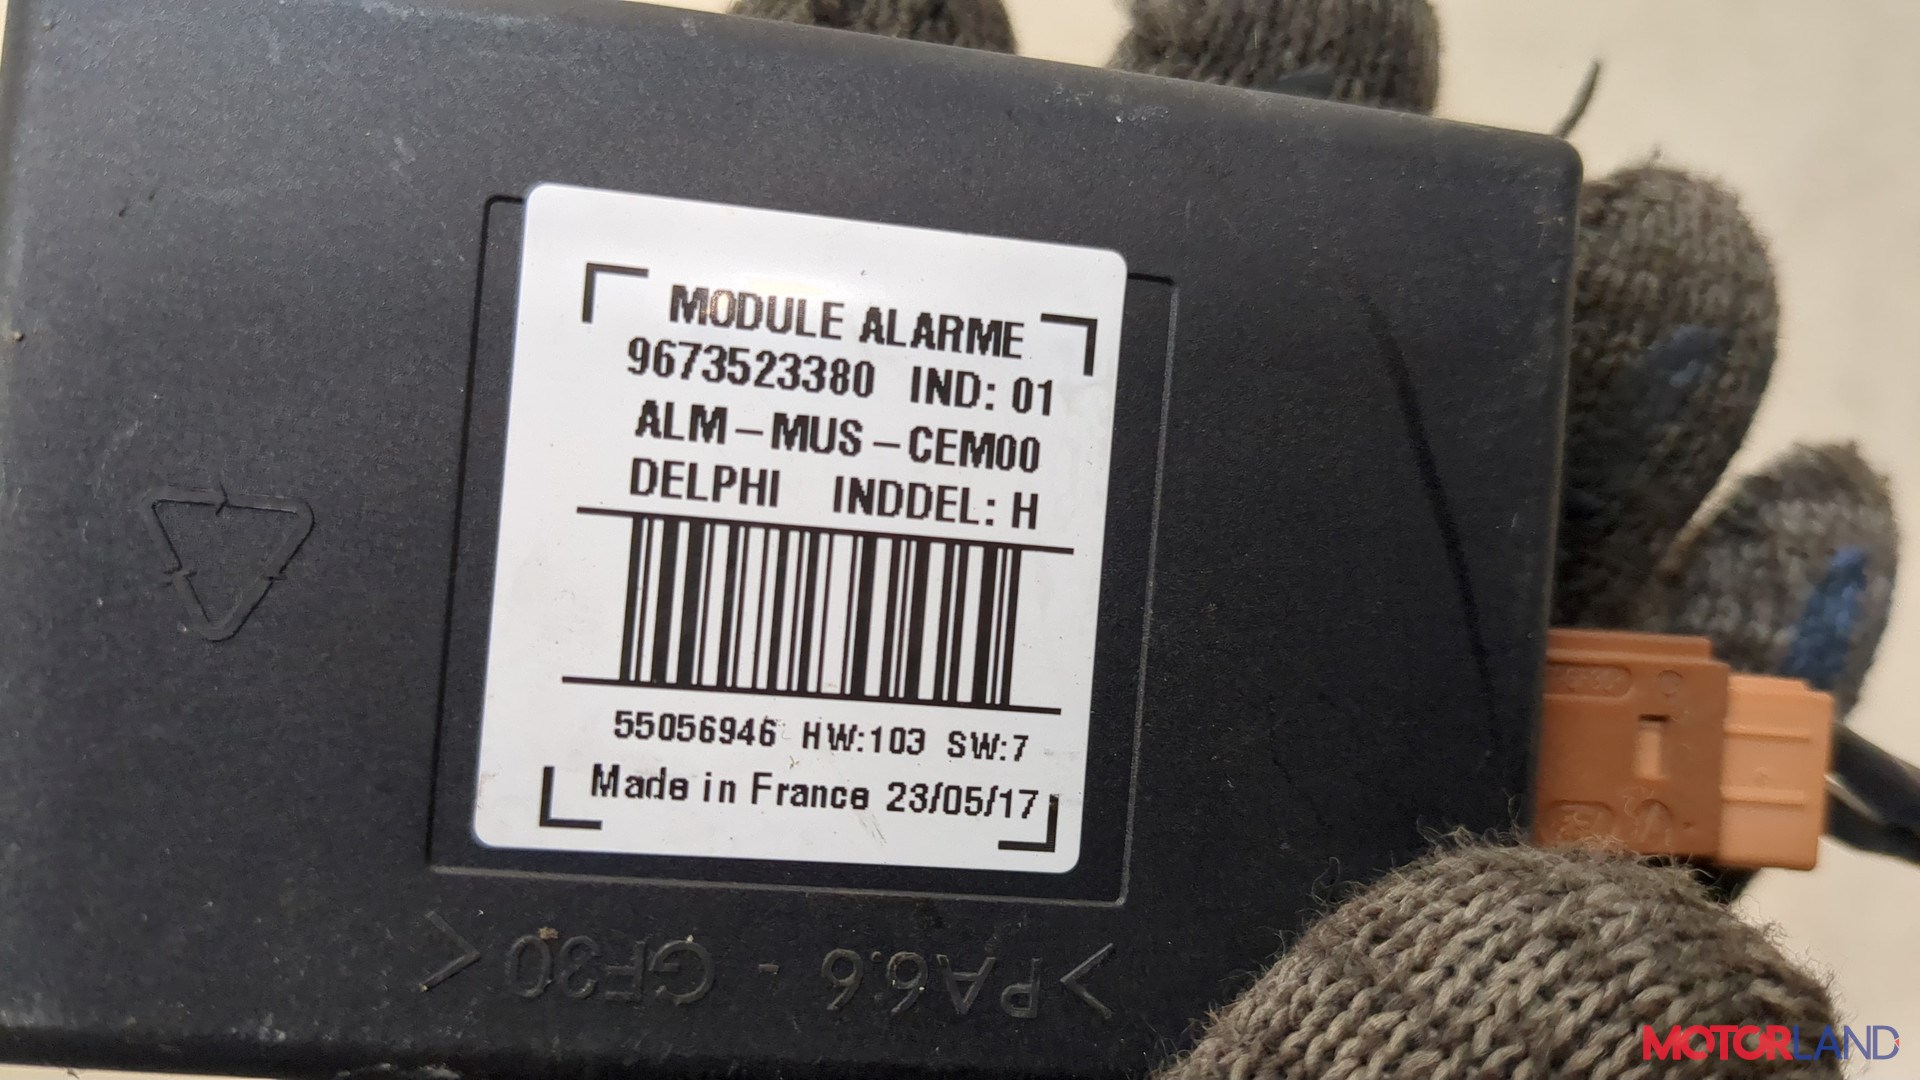 MODULE ALARME
9673523380 IND: 01
ALM-MUS-CEM00
DELPHI INDDEL: H
55056946 HW:103 SW:7
Made in France 23/05/17
>PA6.6 - GF30<
MOTORLAND